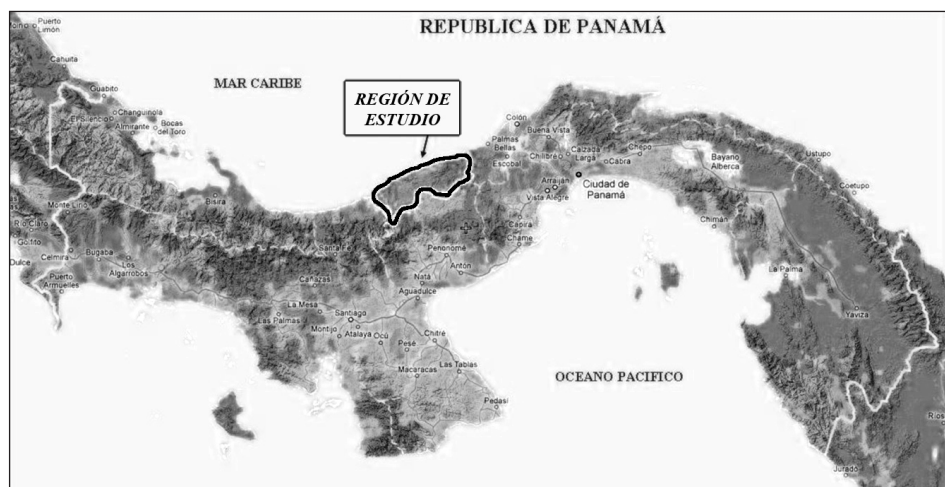 REPUBLICA DE PANAMÁ
Puerto
Limón
Cahuita
MAR CARIBE
Guabito
Changuinola
El Silencio
Almirante
Bocas
del Toro
REGIÓN DE
ESTUDIO
Colón
Palmas
Bellas
Buena Vista
Escobal
Chilibre
Calzada
Larga
Cabra
Chepo
Bayano
Alberca
Ustupo
Arraiján
Vista Alegre
Ciudad de
Panamá
Coetupo
Chimán
Bisira
Monte Lirio
Río Claro
Golfito
Dulce
Celmira
Bugaba
Los
Algarrobos
Puerto
Armuelles
Santa Fe
Penonomé
Capira
Chame
Antón
Natá
Aguadulce
Cañazas
La Mesa
Las Palmas
Santiago
Montijo
Atalaya
Ocú
Pesé
Chitré
Macaracas
Las Tablas
Pedasí
La Palma
Yaviza
OCEANO PACIFICO
Jurado
Ríos